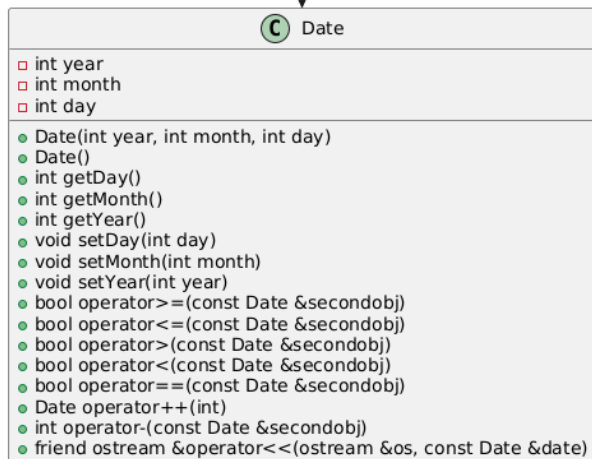 C Date
int year
int month
int day
Date(int year, int month, int day)
Date()
int getDay()
int getMonth()
int getYear()
void setDay(int day)
void setMonth(int month)
void setYear(int year)
bool operator>=(const Date &secondobj)
bool operator<=(const Date &secondobj)
bool operator>(const Date &secondobj)
bool operator<(const Date &secondobj)
bool operator==(const Date &secondobj)
Date operator++(int)
int operator-(const Date &secondobj)
friend ostream &operator<<(ostream &os, const Date &date)